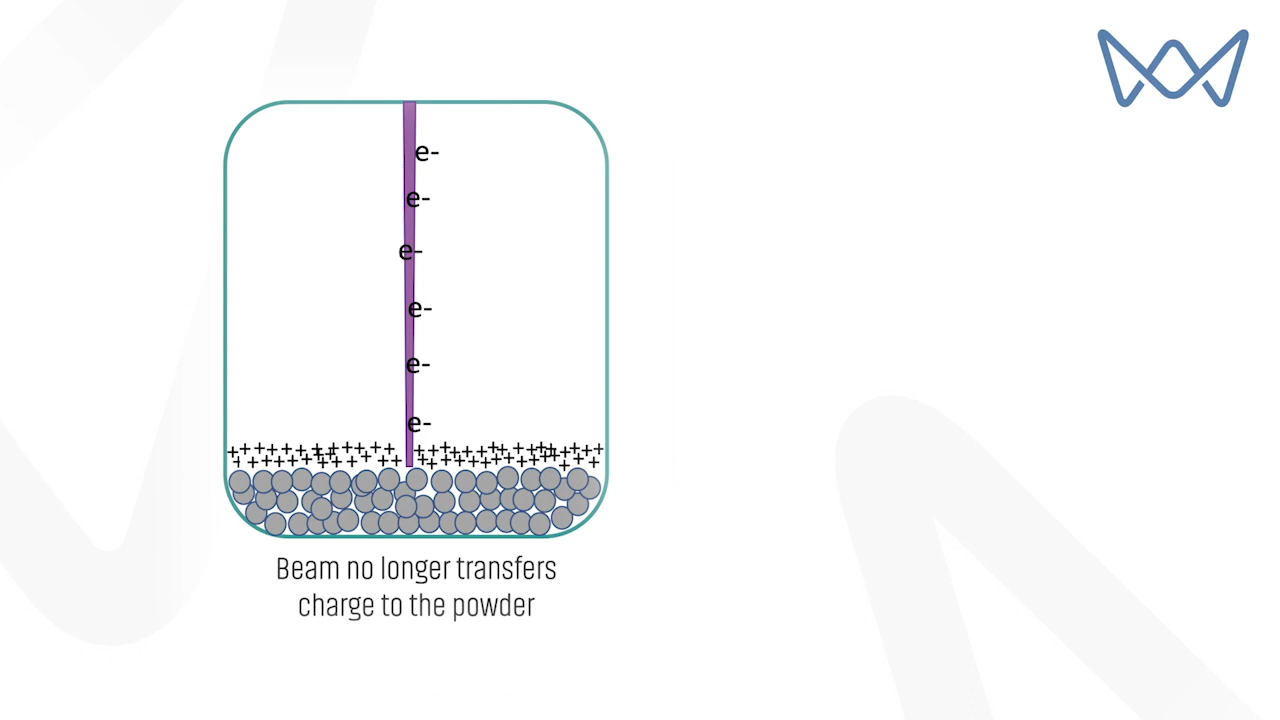 e-
e-
e-
e-
e-
e-
+ + + + + + + + + + + + + + + + + + + + + + + +
+ + + + + + + + + + + + + + + + + + + +
Beam no longer transfers
charge to the powder